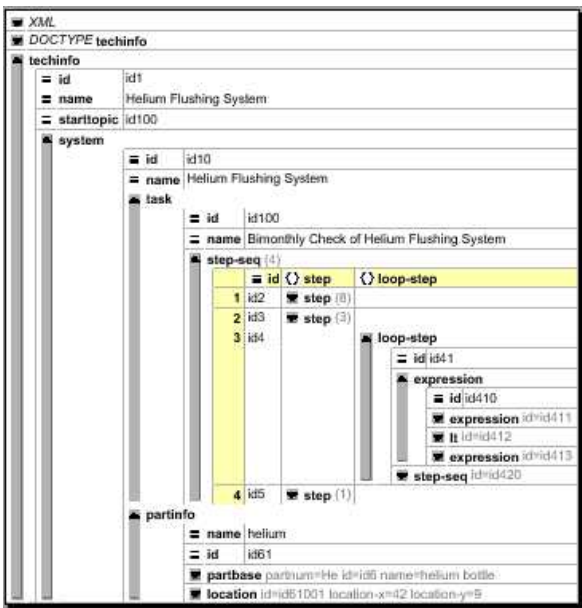 XML
DOCTYPE techinfo
techinfo
= id id1
= name Helium Flushing System
= starttopic id100
system
= id id10
= name Helium Flushing System
task
= id id100
= name Bimonthly Check of Helium Flushing System
step-seq (4)
= id {} step {} loop-step
1 id2 step (8)
2 id3 step (3)
3 id4 loop-step
= id id41
expression
= id id410
expression id=id411
lt id=id412
expression id=id413
step-seq id=id420
4 id5 step (1)
partinfo
= name helium
= id id61
partbase partnum=He id=id6 name=helium bottle
location id=id61001 location-x=42 location-y=9